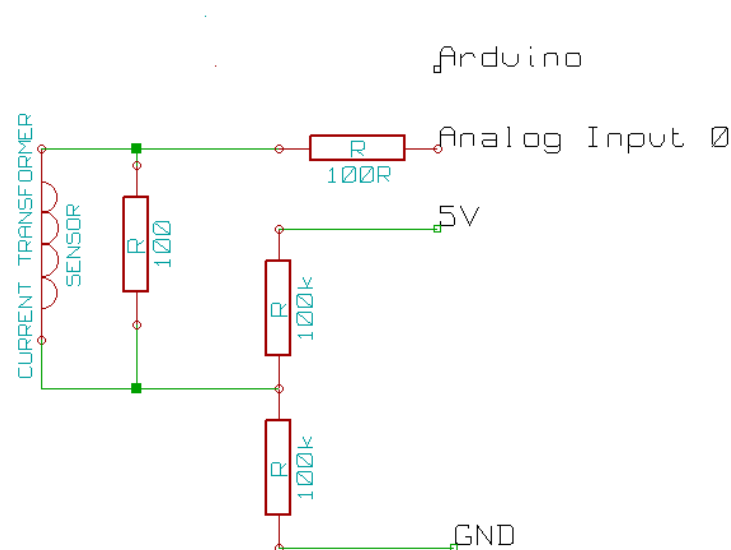 Arduino
CURRENT TRANSFORMER
SENSOR
R
100
R
100R
Analog Input 0
5V
R
100k
R
100k
GND